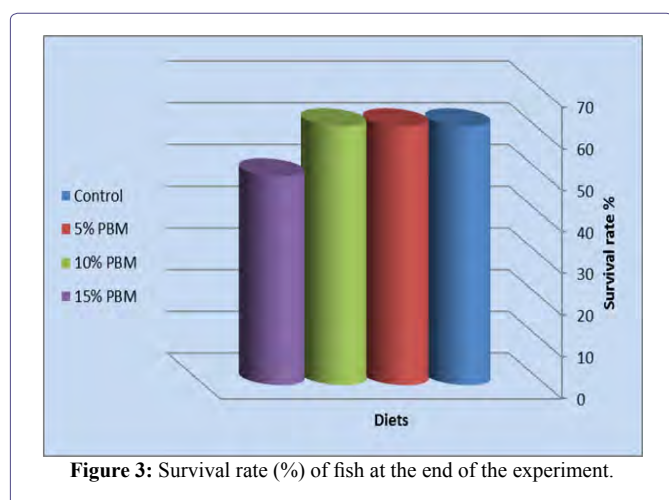 Control
5% PBM
10% PBM
15% PBM
70
60
50
40
30
20
10
0
Survival rate %
Diets
Figure 3: Survival rate (%) of fish at the end of the experiment.